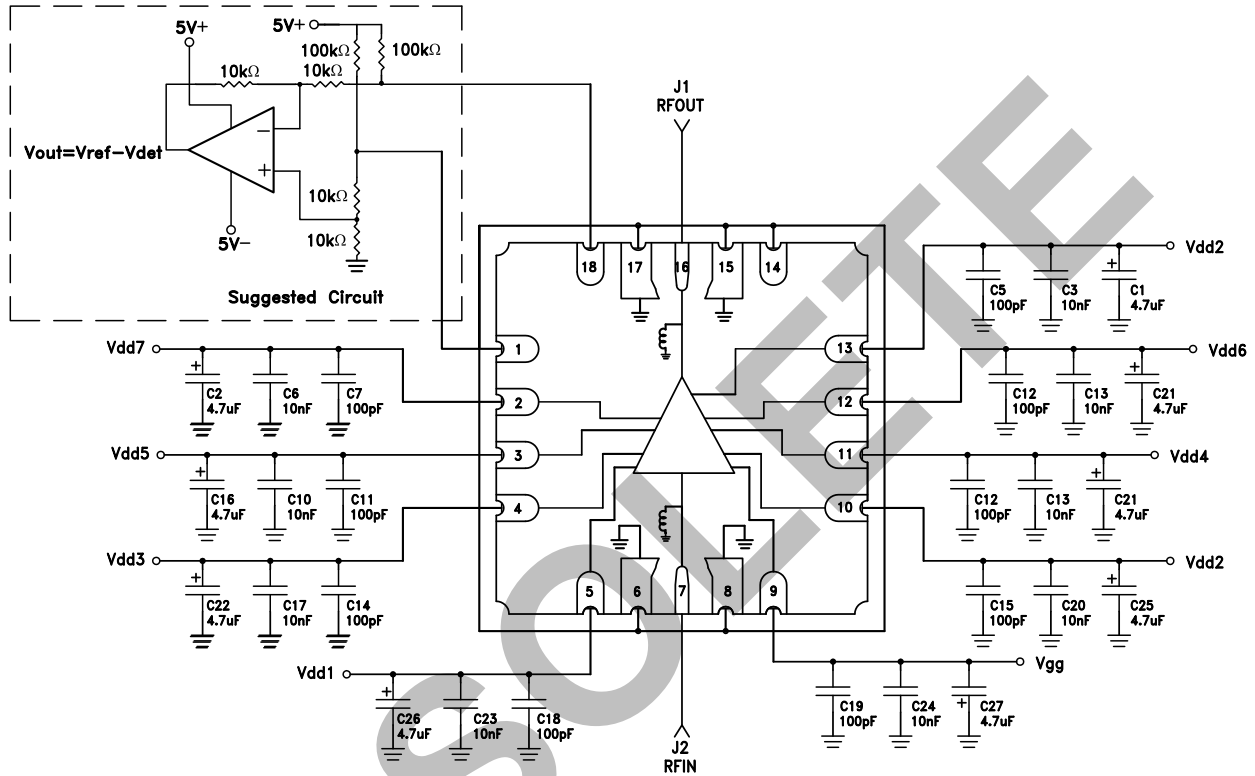 5V+
5V+
100kΩ
100kΩ
10kΩ
10kΩ
Vout=Vref-Vdet
−
+
10kΩ
10kΩ
5V-
Suggested Circuit
J1
RFOUT
18
17
16
15
14
Vdd2
+
C5
100pF
C3
10nF
C1
4.7uF
Vdd7
+
C2
4.7uF
C6
10nF
C7
100pF
1
13
Vdd6
+
C12
100pF
C13
10nF
C21
4.7uF
2
12
Vdd5
+
C16
4.7uF
C10
10nF
C11
100pF
3
11
Vdd4
+
C12
100pF
C13
10nF
C21
4.7uF
4
10
Vdd3
+
C22
4.7uF
C17
10nF
C14
100pF
Vdd2
+
C15
100pF
C20
10nF
C25
4.7uF
5
6
7
8
9
Vdd1
+
C26
4.7uF
C23
10nF
C18
100pF
Vgg
C19
100pF
C24
10nF
+
C27
4.7uF
J2
RFIN
SOLETE